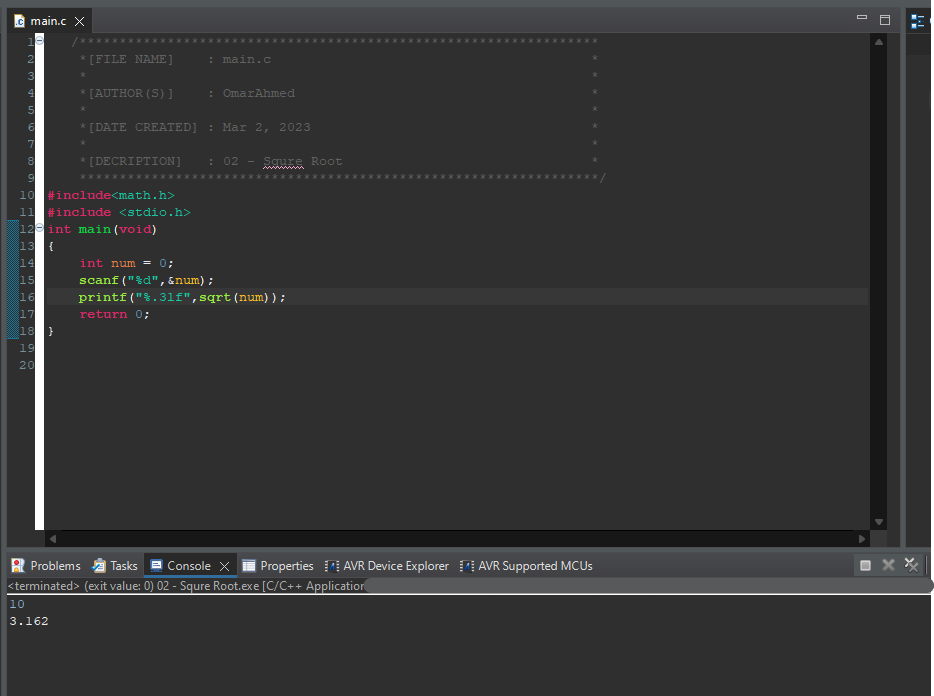 main.c
1 /*****************************************************************
2 *[FILE NAME]    : main.c                                         *
3 *                                                                *
4 *[AUTHOR(S)]    : OmarAhmed                                      *
5 *                                                                *
6 *[DATE CREATED] : Mar 2, 2023                                    *
7 *                                                                *
8 *[DECRIPTION]   : 02 - Squre Root                                *
9 *****************************************************************/
10 #include<math.h>
11 #include <stdio.h>
12 int main(void)
13 {
14     int num = 0;
15     scanf("%d",&num);
16     printf("%.3lf",sqrt(num));
17     return 0;
18 }
19
20
Problems Tasks Console Properties AVR Device Explorer AVR Supported MCUs
<terminated> (exit value: 0) 02 - Squre Root.exe [C/C++ Application
10
3.162